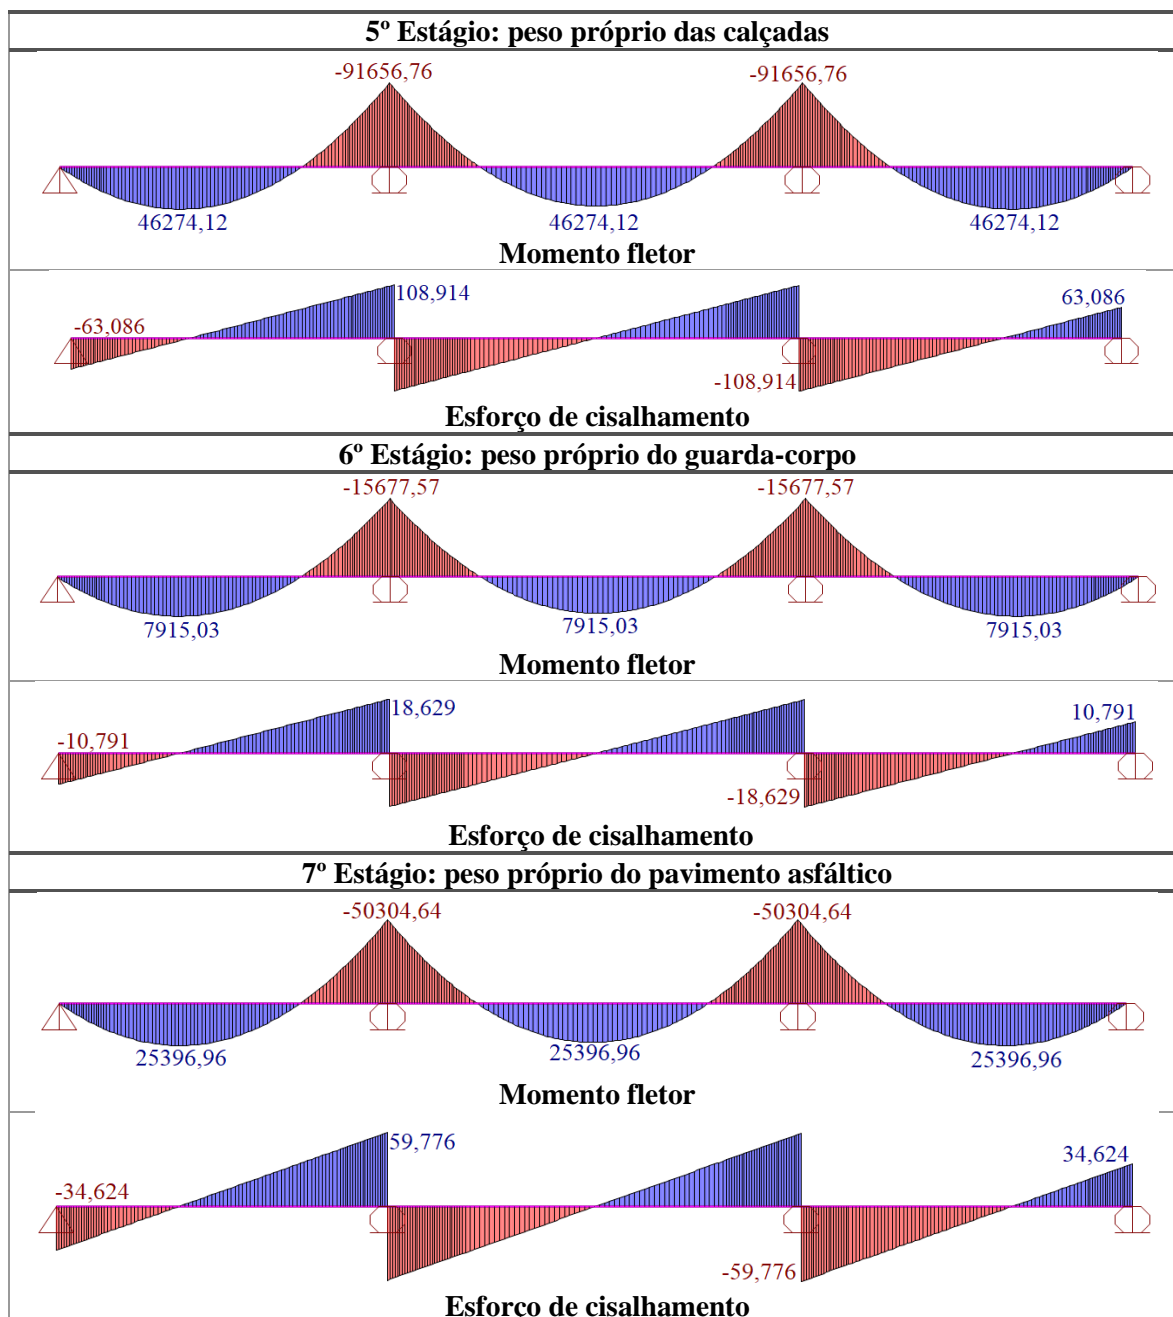 5º Estágio: peso próprio das calçadas
-91656,76 -91656,76
46274,12 46274,12 46274,12
Momento fletor
-63,086 108,914 63,086
-108,914
Esforço de cisalhamento
6º Estágio: peso próprio do guarda-corpo
-15677,57 -15677,57
7915,03 7915,03 7915,03
Momento fletor
-10,791 18,629 10,791
-18,629
Esforço de cisalhamento
7º Estágio: peso próprio do pavimento asfáltico
-50304,64 -50304,64
25396,96 25396,96 25396,96
Momento fletor
-34,624 59,776 34,624
-59,776
Esforço de cisalhamento